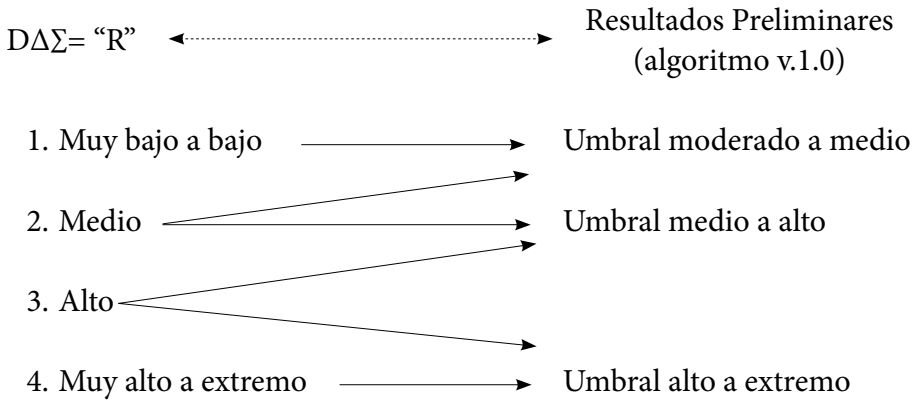 DΔΣ= “R”
Resultados Preliminares
(algoritmo v.1.0)
1. Muy bajo a bajo
Umbral moderado a medio
2. Medio
Umbral medio a alto
3. Alto
4. Muy alto a extremo
Umbral alto a extremo